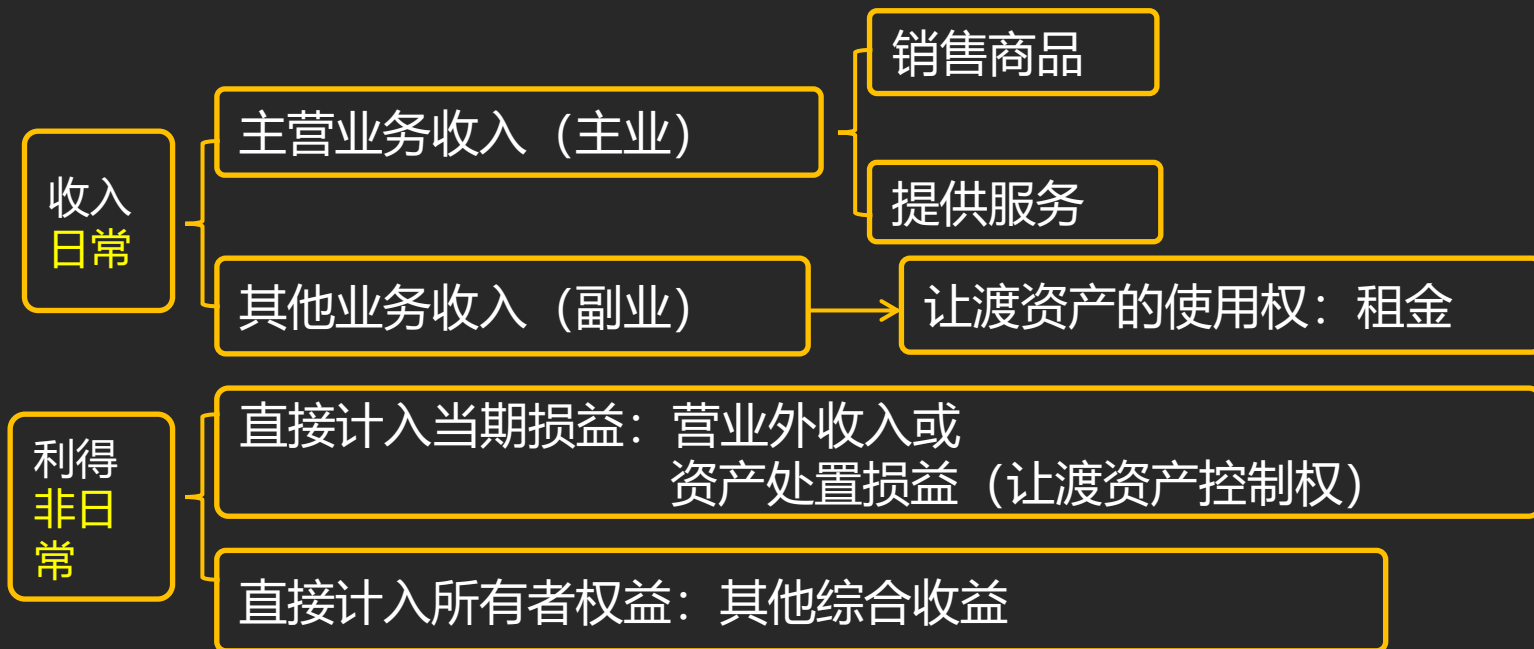 销售商品
主营业务收入（主业）
提供服务
收入
日常
其他业务收入（副业）
让渡资产的使用权：租金
直接计入当期损益：营业外收入或
资产处置损益（让渡资产控制权）
利得
非日
常
直接计入所有者权益：其他综合收益